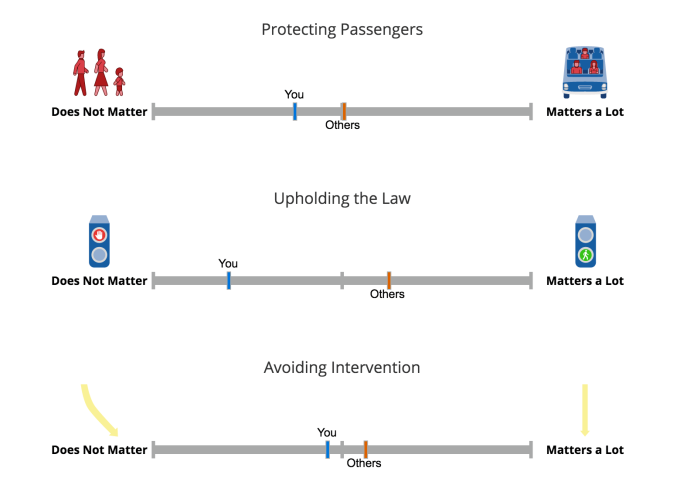 Protecting Passengers
You
Does Not Matter Matters a Lot
Others
Upholding the Law
You
Does Not Matter Matters a Lot
Others
Avoiding Intervention
You
Does Not Matter Matters a Lot
Others